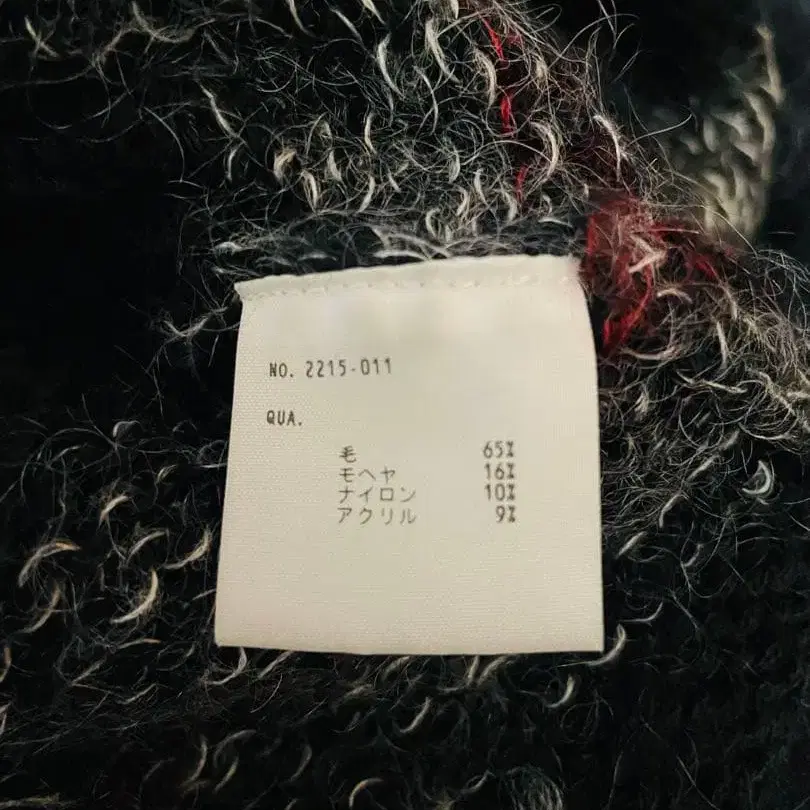 NO. 2215-011
QUA.
毛 65%
モヘヤ 16%
ナイロン 10%
アクリル 9%